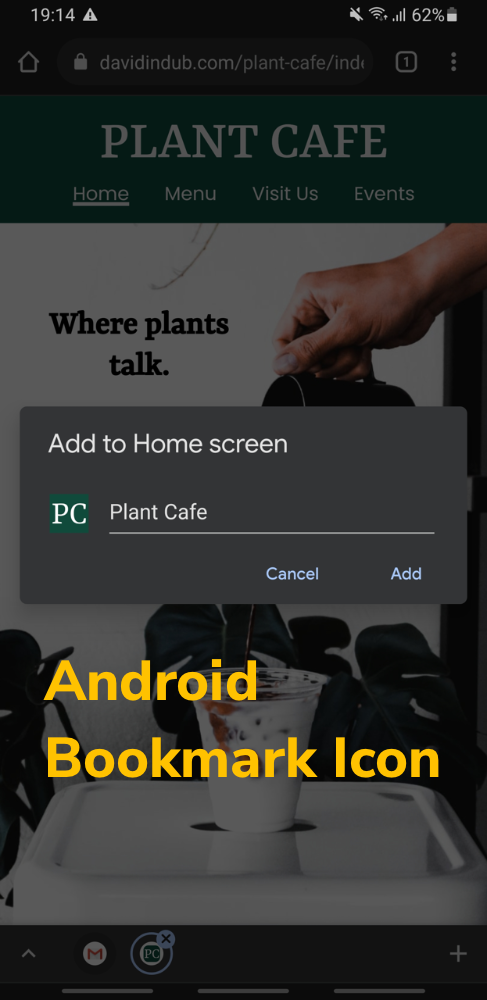 19:14
62%
davindub.com/plant-cafe/inde
1
PLANT CAFE
Home Menu Visit Us Events
Where plants
talk.
Add to Home screen
PC Plant Cafe
Cancel Add
Android
Bookmark Icon
M PC